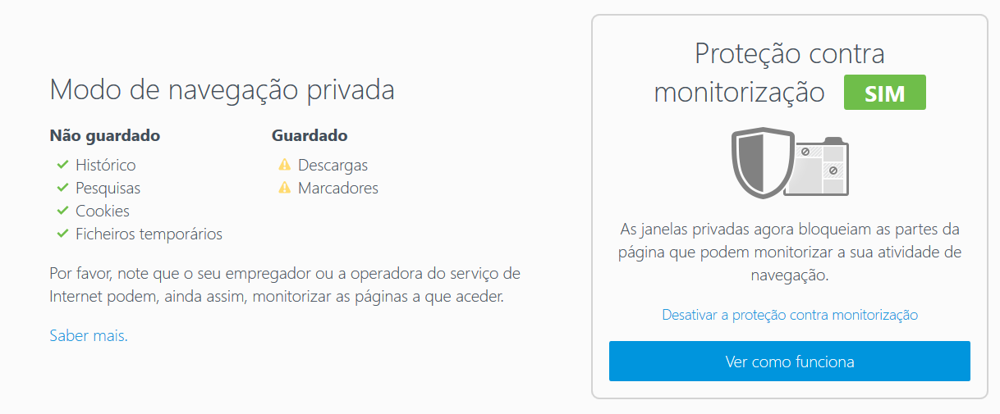 Modo de navegação privada
Não guardado
Histórico
Pesquisas
Cookies
Ficheiros temporários
Guardado
Descargas
Marcadores
Por favor, note que o seu empregador ou a operadora do serviço de
Internet podem, ainda assim, monitorizar as páginas a que aceder.
Saber mais.
Proteção contra
monitorização SIM
As janelas privadas agora bloqueiam as partes da
página que podem monitorizar a sua atividade de
navegação.
Desativar a proteção contra monitorização
Ver como funciona